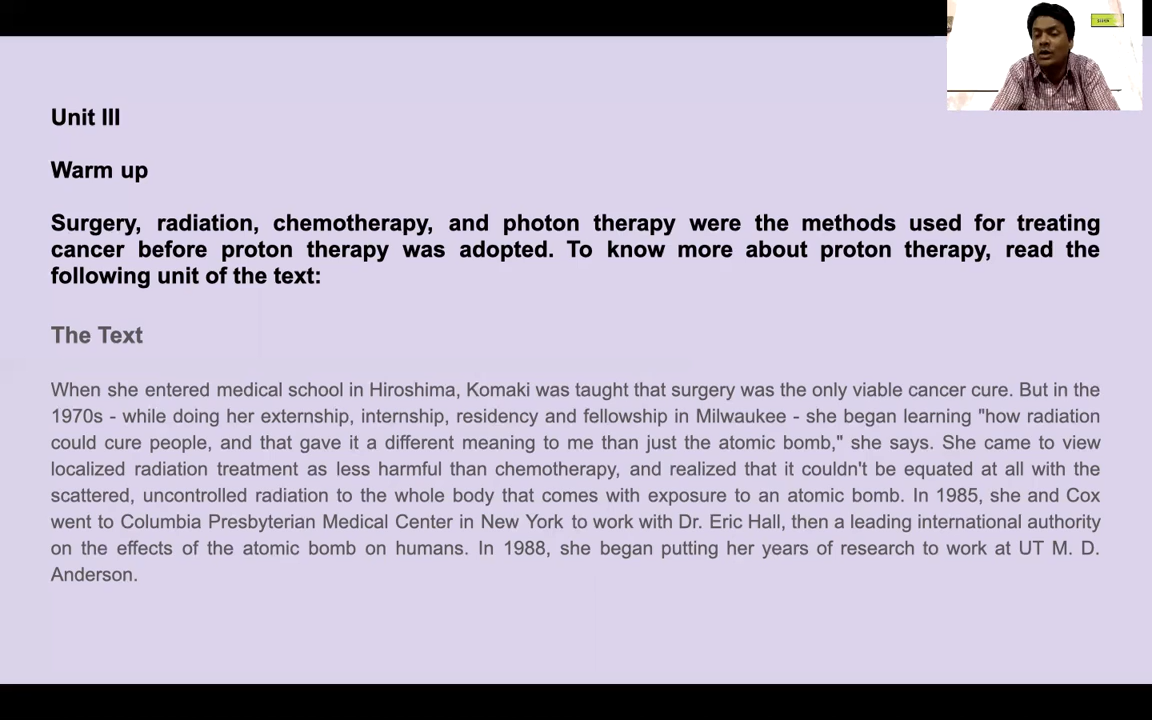 Unit III
Warm up
Surgery, radiation, chemotherapy, and photon therapy were the methods used for treating
cancer before proton therapy was adopted. To know more about proton therapy, read the
following unit of the text:
The Text
When she entered medical school in Hiroshima, Komaki was taught that surgery was the only viable cancer cure. But in the
1970s - while doing her externship, internship, residency and fellowship in Milwaukee - she began learning "how radiation
could cure people, and that gave it a different meaning to me than just the atomic bomb," she says. She came to view
localized radiation treatment as less harmful than chemotherapy, and realized that it couldn't be equated at all with the
scattered, uncontrolled radiation to the whole body that comes with exposure to an atomic bomb. In 1985, she and Cox
went to Columbia Presbyterian Medical Center in New York to work with Dr. Eric Hall, then a leading international authority
on the effects of the atomic bomb on humans. In 1988, she began putting her years of research to work at UT M. D.
Anderson.